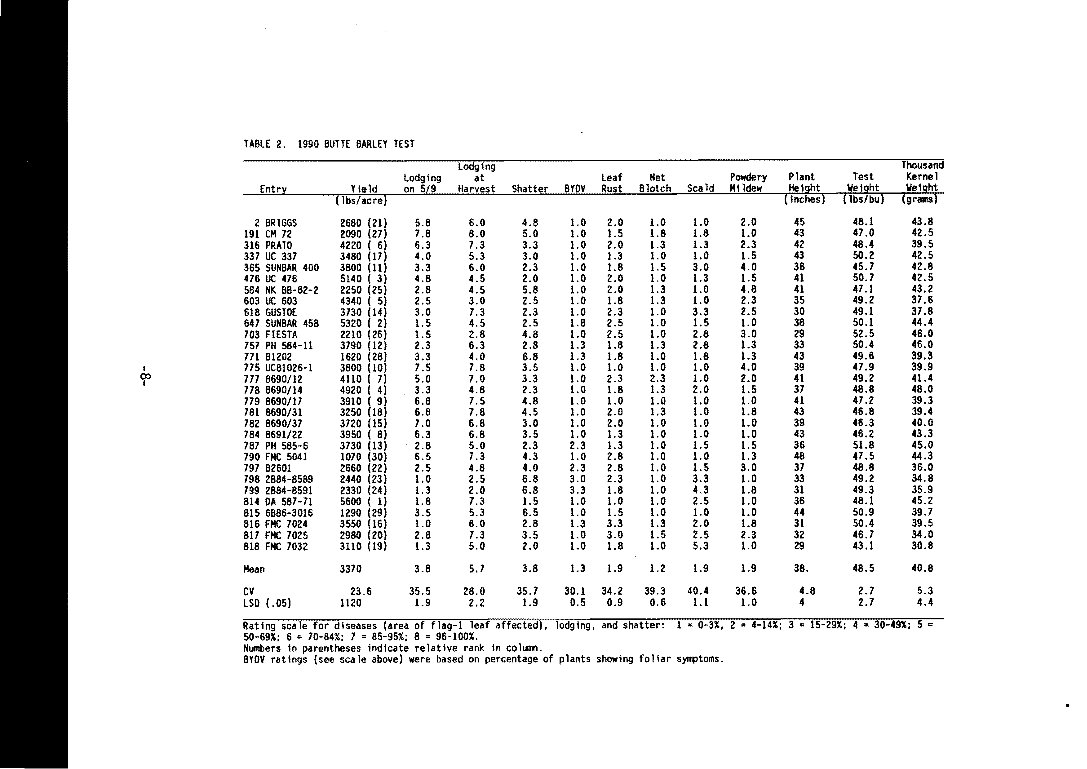 TABLE 2. 1990 BUTTE BARLEY TEST
Lodging Thousand
Lodging at Leaf Net Powdery Plant Test Kernel
Entry Yield on 5/9 Harvest Shatter BYDV Rust Blotch Scald Mildew Height Weight Weight
(lbs/acre) (inches) (lbs/bu) (grams)
2 BRIGGS 2680 (21) 5.8 6.0 4.8 1.0 2.0 1.0 1.0 2.0 45 48.1 43.8
191 CM 72 2090 (27) 7.8 8.0 5.0 1.0 1.5 1.8 1.8 1.0 43 47.0 42.5
316 PRATO 4220 ( 6) 6.3 7.3 3.3 1.0 2.0 1.3 1.3 2.3 42 48.4 39.5
337 UC 337 3480 (17) 4.0 5.3 3.0 1.0 1.3 1.0 1.0 1.5 43 50.2 42.5
365 SUNBAR 400 3800 (11) 3.3 6.0 2.3 1.0 1.8 1.5 3.0 4.0 38 45.7 42.8
476 UC 476 5140 ( 3) 4.8 4.5 2.0 1.0 2.0 1.0 1.3 1.5 41 50.7 42.5
564 NK BB-82-2 2250 (25) 2.8 4.5 5.8 1.0 2.0 1.3 1.0 4.8 41 47.1 43.2
603 UC 603 4340 ( 5) 2.5 3.0 2.5 1.0 1.8 1.3 1.0 2.3 35 49.2 37.6
618 GUSTOE 3730 (14) 3.0 7.3 2.3 1.0 2.3 1.0 3.3 2.5 30 49.1 37.8
647 SUNBAR 458 5320 ( 2) 1.5 4.5 2.5 1.8 2.5 1.0 1.5 1.0 38 50.1 44.4
703 FIESTA 2210 (26) 1.5 2.8 4.8 1.0 2.5 1.0 2.8 3.0 29 52.5 46.0
757 PH 584-11 3790 (12) 2.3 6.3 2.8 1.3 1.8 1.3 2.8 1.3 33 50.4 46.0
771 B1202 1620 (28) 3.3 4.0 6.8 1.3 1.8 1.0 1.8 1.3 43 49.6 39.3
775 UC81026-1 3800 (10) 7.5 7.8 3.5 1.0 1.0 1.0 1.0 4.0 39 47.9 39.9
777 8690/12 4110 ( 7) 5.0 7.0 3.3 1.0 2.3 2.3 1.0 2.0 41 49.2 41.4
778 8690/14 4920 ( 4) 3.3 4.8 2.3 1.0 1.8 1.3 2.0 1.5 37 48.8 48.0
779 8690/17 3910 ( 9) 6.8 7.5 4.8 1.0 1.0 1.0 1.0 1.0 41 47.2 39.3
781 8690/31 3250 (18) 6.8 7.8 4.5 1.0 2.0 1.3 1.0 1.8 43 46.8 39.4
782 8690/37 3720 (15) 7.0 6.8 3.0 1.0 2.0 1.0 1.0 1.0 39 46.3 40.0
784 8691/22 3950 ( 8) 6.3 6.8 3.5 1.0 1.3 1.0 1.0 1.0 43 46.2 43.3
787 PH 585-6 3730 (13) 2.8 5.0 2.3 2.3 1.3 1.0 1.5 1.5 36 51.8 45.0
790 FMC 5041 1070 (30) 6.5 7.3 4.3 1.0 2.8 1.0 1.0 1.3 48 47.5 44.3
797 B2601 2660 (22) 2.5 4.8 4.0 2.3 2.8 1.0 1.5 3.0 37 48.8 36.0
798 2B84-8589 2440 (23) 1.0 2.5 6.8 3.0 2.3 1.0 3.3 1.0 33 49.2 34.8
799 2B84-8591 2330 (24) 1.3 2.0 6.8 3.3 1.8 1.0 4.3 1.8 31 49.3 35.9
814 DA 587-71 5600 ( 1) 1.8 7.3 1.5 1.0 1.0 1.0 2.5 1.0 36 48.1 45.2
815 6B86-3016 1290 (29) 3.5 5.3 6.5 1.0 1.5 1.0 1.0 1.0 44 50.9 39.7
816 FMC 7024 3550 (16) 1.0 6.0 2.8 1.3 3.3 1.3 2.0 1.8 31 50.4 39.5
817 FMC 7025 2980 (20) 2.8 7.3 3.5 1.0 3.0 1.5 2.5 2.3 32 46.7 34.0
818 FMC 7032 3110 (19) 1.3 5.0 2.0 1.0 1.8 1.0 5.3 1.0 29 43.1 30.8
Mean 3370 3.8 5.7 3.8 1.3 1.9 1.2 1.9 1.9 38. 48.5 40.8
CV 23.6 35.5 28.0 35.7 30.1 34.2 39.3 40.4 36.6 4.8 2.7 5.3
LSD (.05) 1120 1.9 2.2 1.9 0.5 0.9 0.6 1.1 1.0 4 2.7 4.4
Rating scale for diseases (area of flag-1 leaf affected), lodging, and shatter: 1 = 0-3%, 2 = 4-14%; 3 = 15-29%; 4 = 30-49%; 5 =
50-69%; 6 = 70-84%; 7 = 85-95%; 8 = 96-100%.
Numbers in parentheses indicate relative rank in column.
BYDV ratings (see scale above) were based on percentage of plants showing foliar symptoms.
-8-